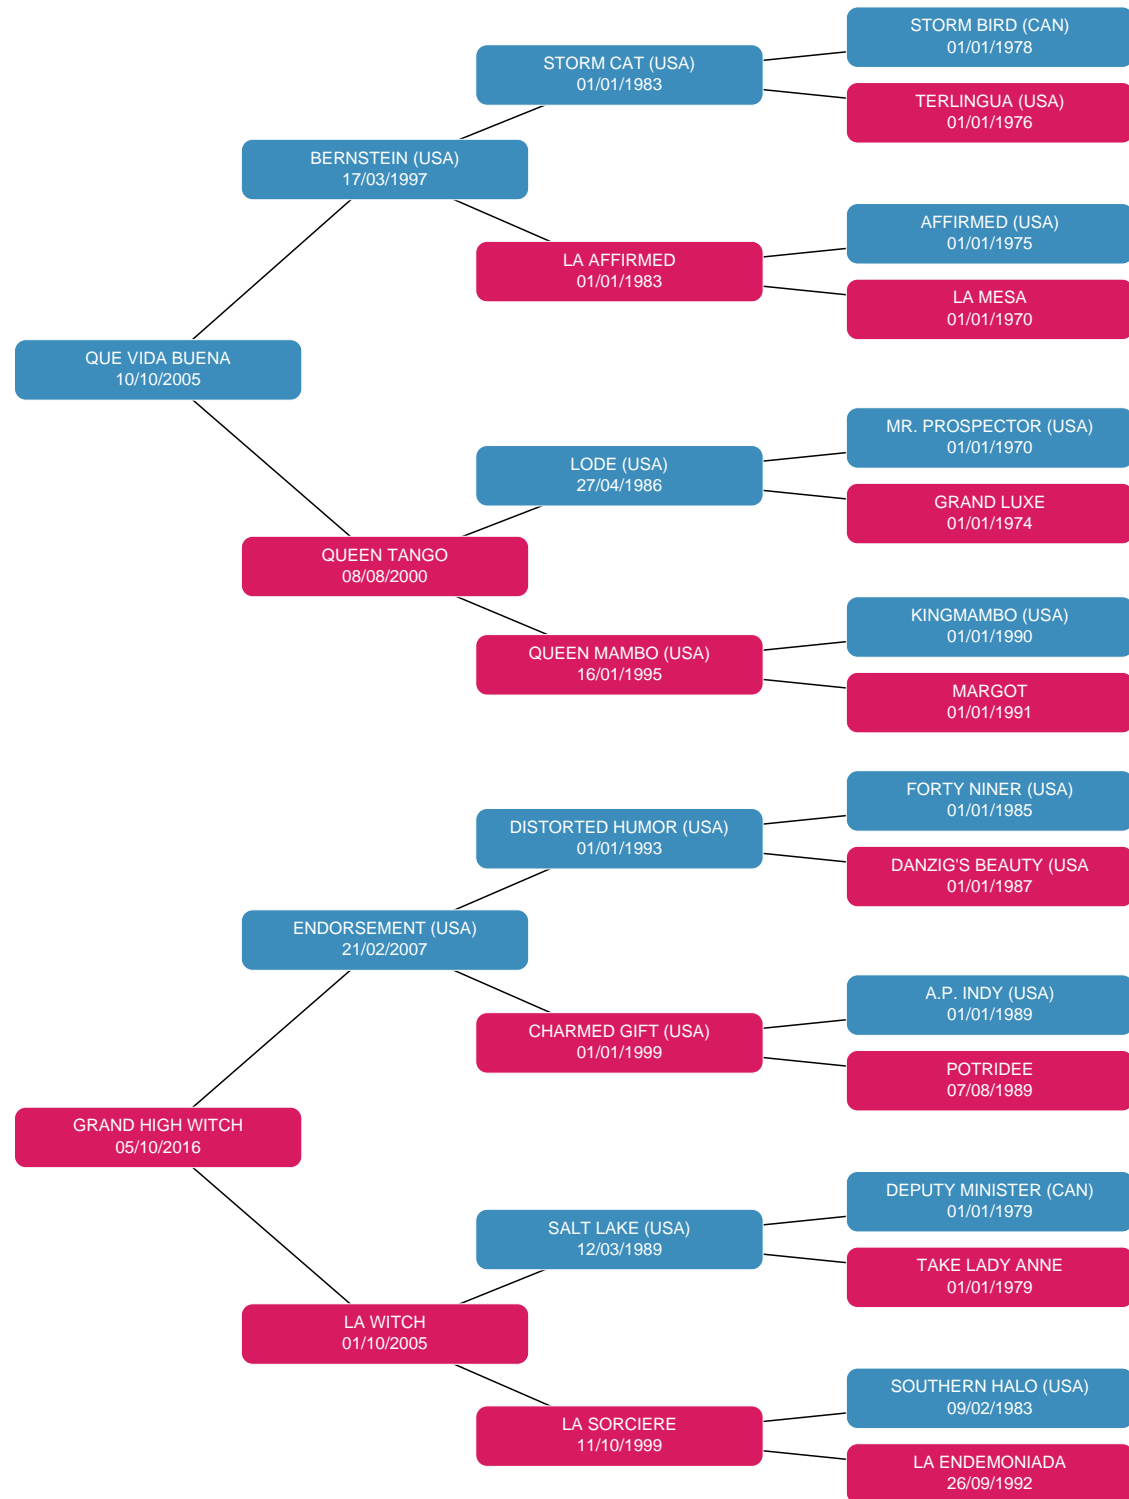 STORM BIRD (CAN)
01/01/1978
STORM CAT (USA)
01/01/1983
TERLINGUA (USA)
01/01/1976
BERNSTEIN (USA)
17/03/1997
AFFIRMED (USA)
01/01/1975
LA AFFIRMED
01/01/1983
LA MESA
01/01/1970
QUE VIDA BUENA
10/10/2005
MR. PROSPECTOR (USA)
01/01/1970
LODE (USA)
27/04/1986
GRAND LUXE
01/01/1974
QUEEN TANGO
08/08/2000
KINGMAMBO (USA)
01/01/1990
QUEEN MAMBO (USA)
16/01/1995
MARGOT
01/01/1991
FORTY NINER (USA)
01/01/1985
DISTORTED HUMOR (USA)
01/01/1993
DANZIG'S BEAUTY (USA
01/01/1987
ENDORSEMENT (USA)
21/02/2007
A.P. INDY (USA)
01/01/1989
CHARMED GIFT (USA)
01/01/1999
POTRIDEE
07/08/1989
GRAND HIGH WITCH
05/10/2016
DEPUTY MINISTER (CAN)
01/01/1979
SALT LAKE (USA)
12/03/1989
TAKE LADY ANNE
01/01/1979
LA WITCH
01/10/2005
SOUTHERN HALO (USA)
09/02/1983
LA SORCIERE
11/10/1999
LA ENDEMONIADA
26/09/1992